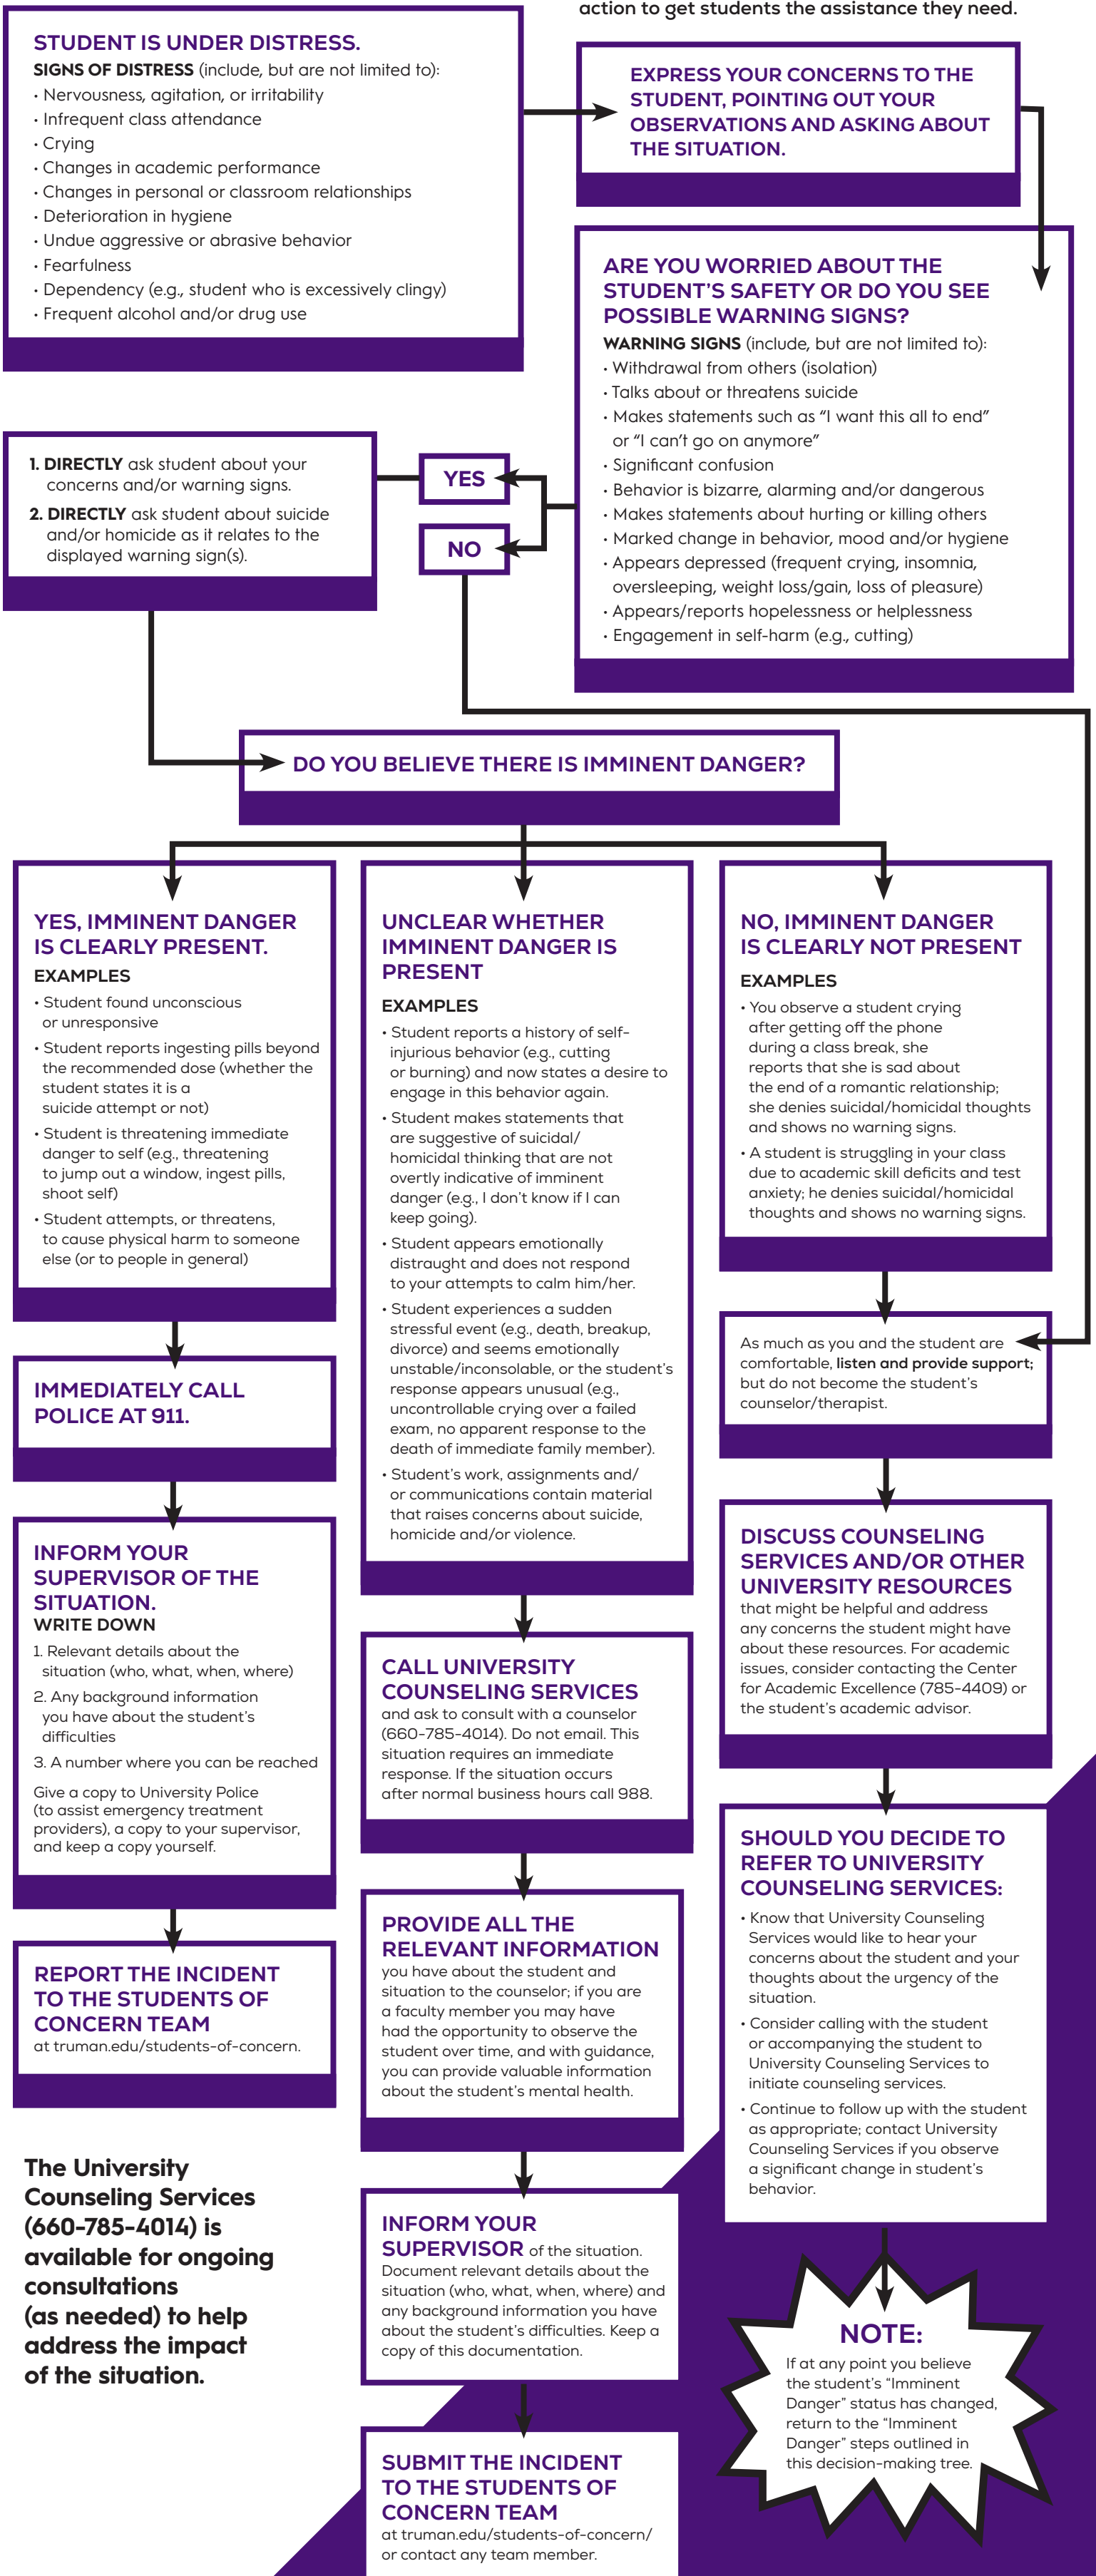 action to get students the assistance they need.
STUDENT IS UNDER DISTRESS.
SIGNS OF DISTRESS (include, but are not limited to):
• Nervousness, agitation, or irritability
• Infrequent class attendance
• Crying
• Changes in academic performance
• Changes in personal or classroom relationships
• Deterioration in hygiene
• Undue aggressive or abrasive behavior
• Fearfulness
• Dependency (e.g., student who is excessively clingy)
• Frequent alcohol and/or drug use
EXPRESS YOUR CONCERNS TO THE
STUDENT, POINTING OUT YOUR
OBSERVATIONS AND ASKING ABOUT
THE SITUATION.
ARE YOU WORRIED ABOUT THE
STUDENT'S SAFETY OR DO YOU SEE
POSSIBLE WARNING SIGNS?
WARNING SIGNS (include, but are not limited to):
• Withdrawal from others (isolation)
• Talks about or threatens suicide
• Makes statements such as "I want this all to end"
or "I can't go on anymore"
• Significant confusion
• Behavior is bizarre, alarming and/or dangerous
• Makes statements about hurting or killing others
• Marked change in behavior, mood and/or hygiene
• Appears depressed (frequent crying, insomnia,
oversleeping, weight loss/gain, loss of pleasure)
• Appears/reports hopelessness or helplessness
• Engagement in self-harm (e.g., cutting)
YES
NO
1. DIRECTLY ask student about your
concerns and/or warning signs.
2. DIRECTLY ask student about suicide
and/or homicide as it relates to the
displayed warning sign(s).
DO YOU BELIEVE THERE IS IMMINENT DANGER?
YES, IMMINENT DANGER
IS CLEARLY PRESENT.
EXAMPLES
• Student found unconscious
or unresponsive
• Student reports ingesting pills beyond
the recommended dose (whether the
student states it is a
suicide attempt or not)
• Student is threatening immediate
danger to self (e.g., threatening
to jump out a window, ingest pills,
shoot self)
• Student attempts, or threatens,
to cause physical harm to someone
else (or to people in general)
IMMEDIATELY CALL
POLICE AT 911.
INFORM YOUR
SUPERVISOR OF THE
SITUATION.
WRITE DOWN
1. Relevant details about the
situation (who, what, when, where)
2. Any background information
you have about the student's
difficulties
3. A number where you can be reached
Give a copy to University Police
(to assist emergency treatment
providers), a copy to your supervisor,
and keep a copy yourself.
REPORT THE INCIDENT
TO THE STUDENTS OF
CONCERN TEAM
at truman.edu/students-of-concern.
The University
Counseling Services
(660-785-4014) is
available for ongoing
consultations
(as needed) to help
address the impact
of the situation.
UNCLEAR WHETHER
IMMINENT DANGER IS
PRESENT
EXAMPLES
• Student reports a history of self-
injurious behavior (e.g., cutting
or burning) and now states a desire to
engage in this behavior again.
• Student makes statements that
are suggestive of suicidal/
homicidal thinking that are not
overtly indicative of imminent
danger (e.g., I don't know if I can
keep going).
• Student appears emotionally
distraught and does not respond
to your attempts to calm him/her.
• Student experiences a sudden
stressful event (e.g., death, breakup,
divorce) and seems emotionally
unstable/inconsolable, or the student's
response appears unusual (e.g.,
uncontrollable crying over a failed
exam, no apparent response to the
death of immediate family member).
• Student's work, assignments and/
or communications contain material
that raises concerns about suicide,
homicide and/or violence.
CALL UNIVERSITY
COUNSELING SERVICES
and ask to consult with a counselor
(660-785-4014). Do not email. This
situation requires an immediate
response. If the situation occurs
after normal business hours call 988.
PROVIDE ALL THE
RELEVANT INFORMATION
you have about the student and
situation to the counselor; if you are
a faculty member you may have
had the opportunity to observe the
student over time, and with guidance,
you can provide valuable information
about the student's mental health.
INFORM YOUR
SUPERVISOR of the situation.
Document relevant details about the
situation (who, what, when, where) and
any background information you have
about the student's difficulties. Keep a
copy of this documentation.
SUBMIT THE INCIDENT
TO THE STUDENTS OF
CONCERN TEAM
at truman.edu/students-of-concern/
or contact any team member.
NO, IMMINENT DANGER
IS CLEARLY NOT PRESENT
EXAMPLES
• You observe a student crying
after getting off the phone
during a class break, she
reports that she is sad about
the end of a romantic relationship;
she denies suicidal/homicidal thoughts
and shows no warning signs.
• A student is struggling in your class
due to academic skill deficits and test
anxiety; he denies suicidal/homicidal
thoughts and shows no warning signs.
As much as you and the student are
comfortable, listen and provide support;
but do not become the student's
counselor/therapist.
DISCUSS COUNSELING
SERVICES AND/OR OTHER
UNIVERSITY RESOURCES
that might be helpful and address
any concerns the student might have
about these resources. For academic
issues, consider contacting the Center
for Academic Excellence (785-4409) or
the student's academic advisor.
SHOULD YOU DECIDE TO
REFER TO UNIVERSITY
COUNSELING SERVICES:
• Know that University Counseling
Services would like to hear your
concerns about the student and your
thoughts about the urgency of the
situation.
• Consider calling with the student
or accompanying the student to
University Counseling Services to
initiate counseling services.
• Continue to follow up with the student
as appropriate; contact University
Counseling Services if you observe
a significant change in student's
behavior.
NOTE:
If at any point you believe
the student's "Imminent
Danger" status has changed,
return to the "Imminent
Danger" steps outlined in
this decision-making tree.